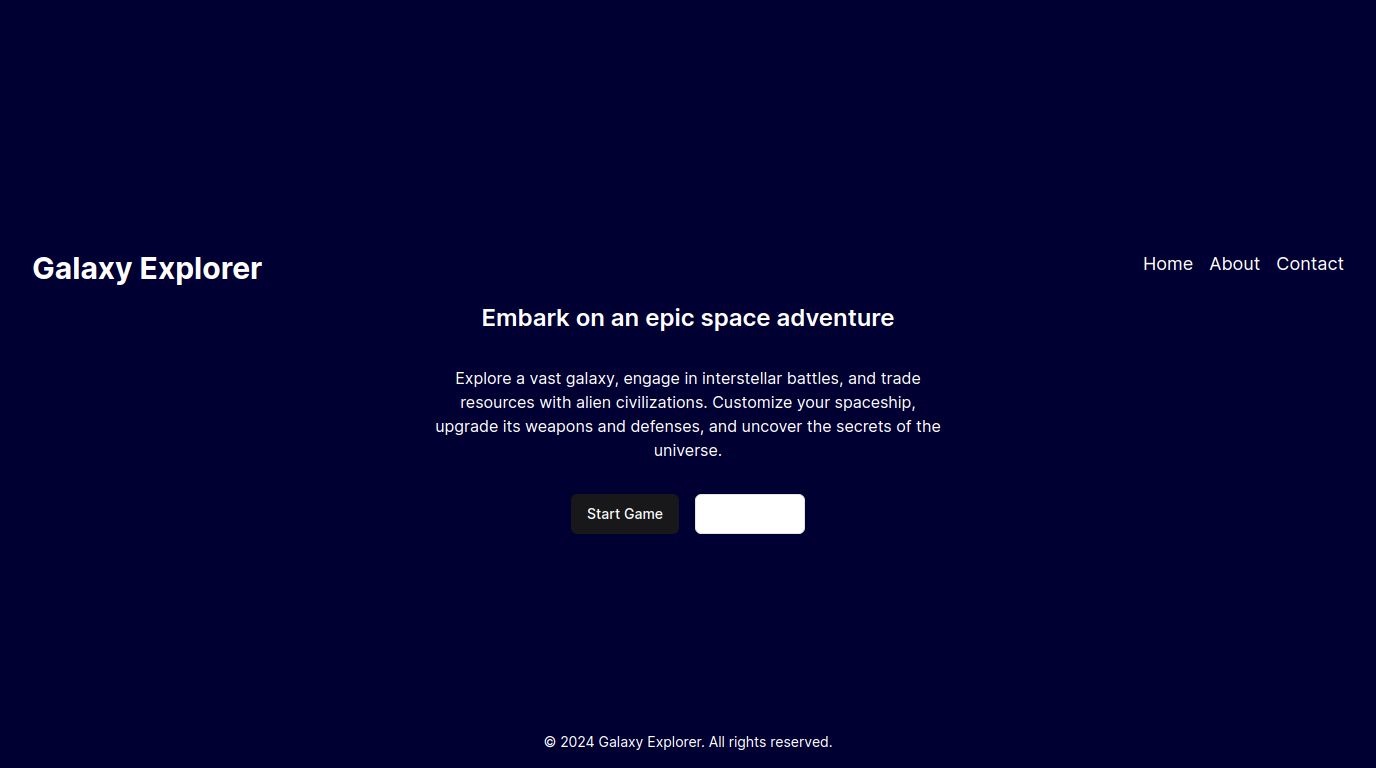 Galaxy Explorer
Home About Contact
Embark on an epic space adventure
Explore a vast galaxy, engage in interstellar battles, and trade
resources with alien civilizations. Customize your spaceship,
upgrade its weapons and defenses, and uncover the secrets of the
universe.
Start Game
© 2024 Galaxy Explorer. All rights reserved.